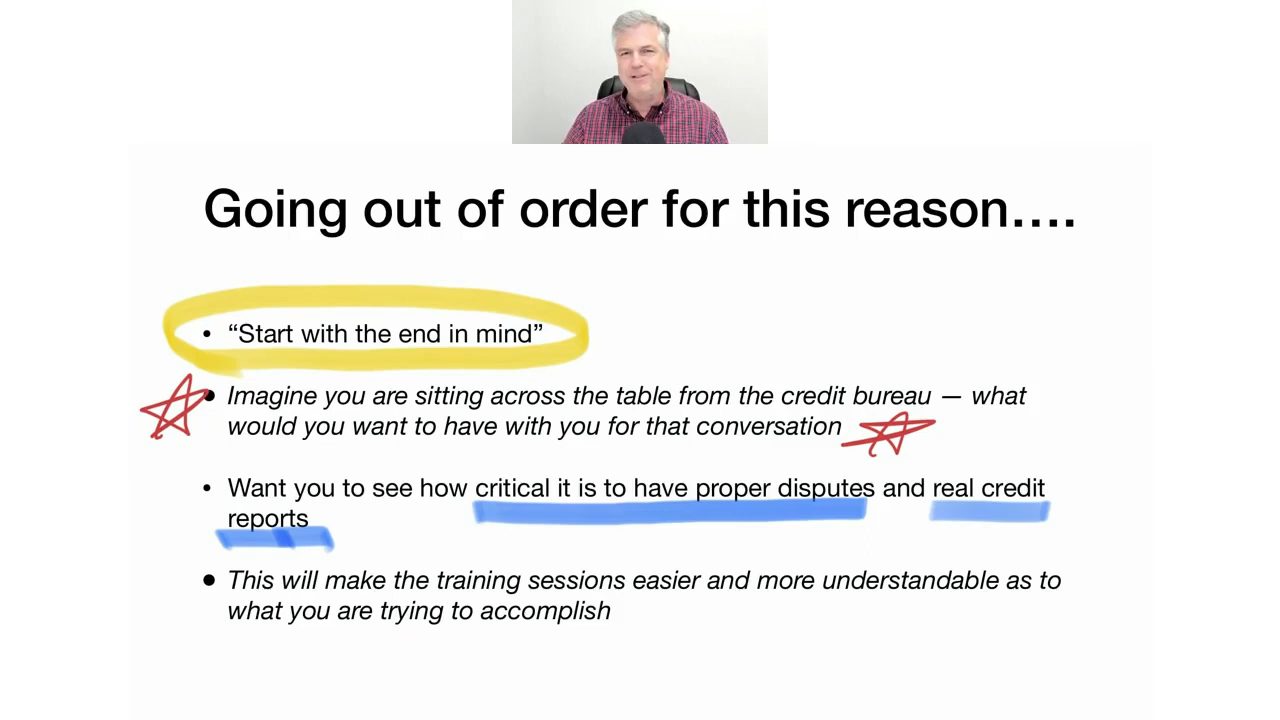 Going out of order for this reason….
• “Start with the end in mind”
• Imagine you are sitting across the table from the credit bureau — what
would you want to have with you for that conversation
• Want you to see how critical it is to have proper disputes and real credit
reports
• This will make the training sessions easier and more understandable as to
what you are trying to accomplish